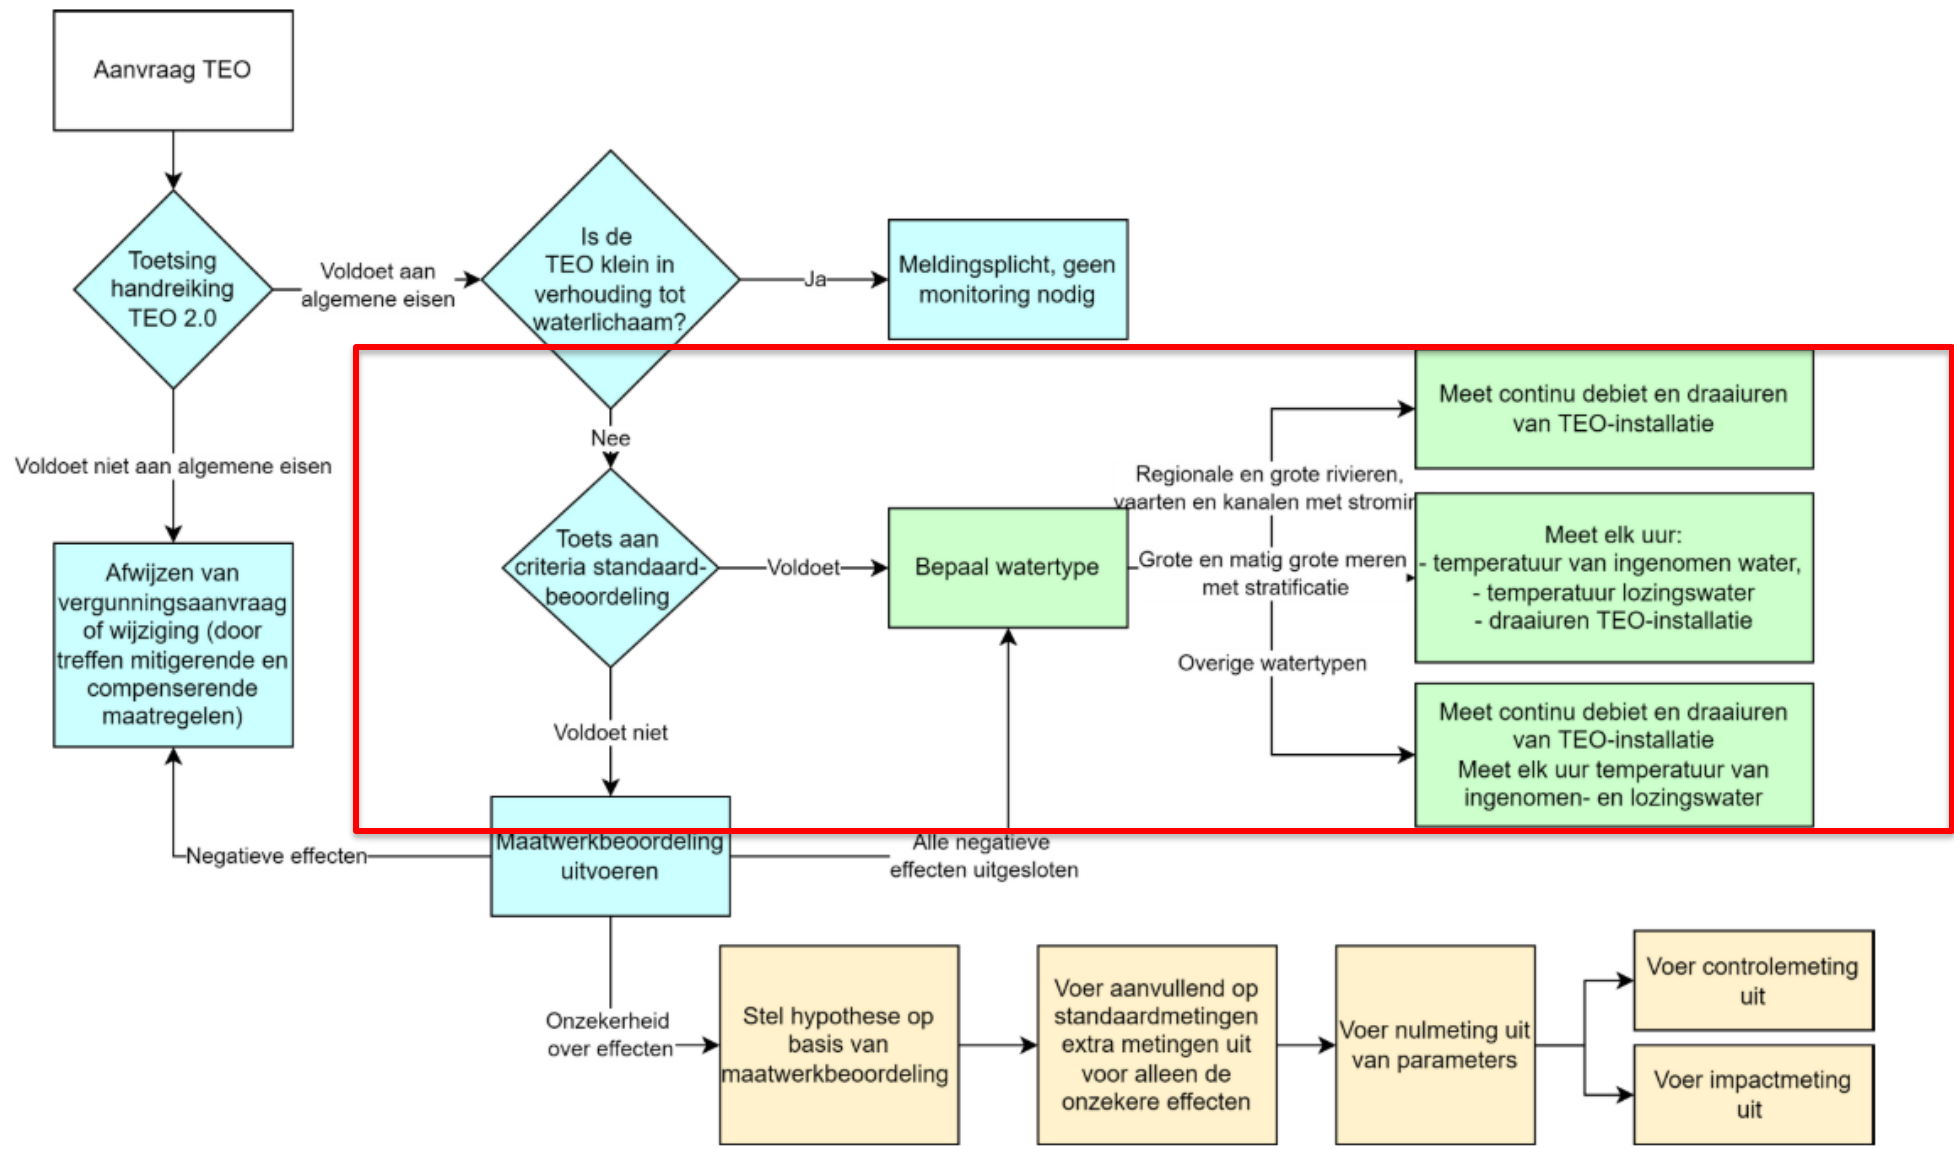 Aanvraag TEO
Toetsing
handreiking
TEO 2.0
Voldoet aan
algemene eisen
Is de
TEO klein in
verhouding tot
waterlichaam?
Ja
Meldingsplicht, geen
monitoring nodig
Voldoet niet aan algemene eisen
Afwijzen van
vergunningsaanvraag
of wijziging (door
treffen mitigerende en
compenserende
maatregelen)
Nee
Toets aan
criteria standaard-
beoordeling
Voldoet
Bepaal watertype
Regionale en grote rivieren,
vaarten en kanalen met stromin
Grote en matig grote meren
met stratificatie
Overige watertypen
Meet continu debiet en draaiuren
van TEO-installatie
Meet elk uur:
- temperatuur van ingenomen water,
- temperatuur lozingswater
- draaiuren TEO-installatie
Meet continu debiet en draaiuren
van TEO-installatie
Meet elk uur temperatuur van
ingenomen- en lozingswater
Voldoet niet
Maatwerkbeoordeling
uitvoeren
Negatieve effecten
Alle negatieve
effecten uitgesloten
Onzekerheid
over effecten
Stel hypothese op
basis van
maatwerkbeoordeling
Voer aanvullend op
standaardmetingen
extra metingen uit
voor alleen de
onzekere effecten
Voer nulmeting uit
van parameters
Voer controlemeting
uit
Voer impactmeting
uit